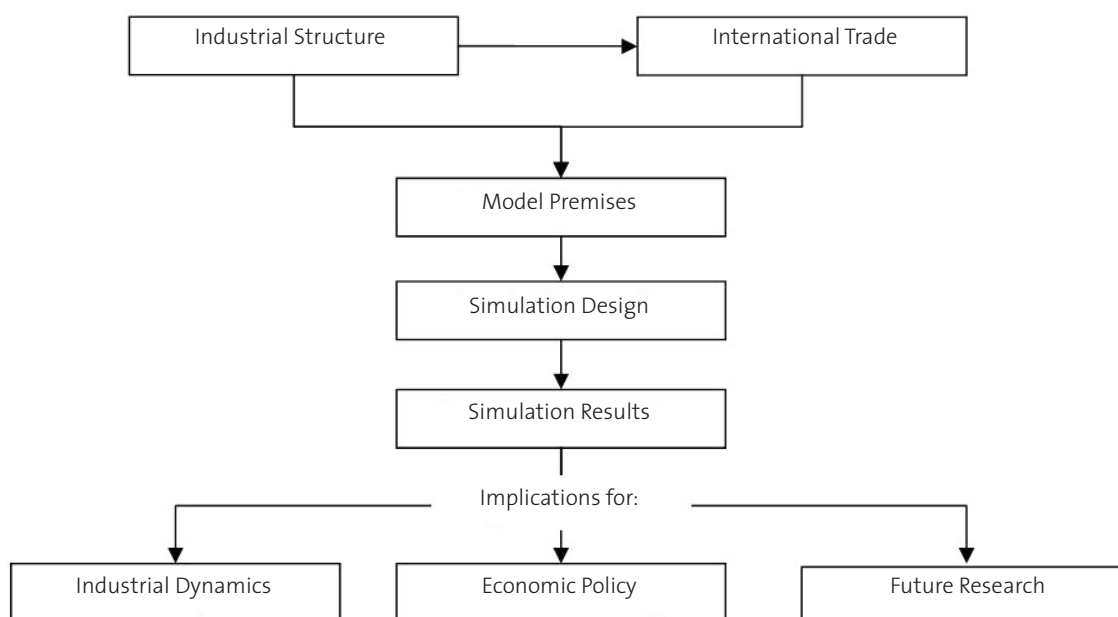 Industrial Structure
International Trade
Model Premises
Simulation Design
Simulation Results
Implications for:
Industrial Dynamics
Economic Policy
Future Research